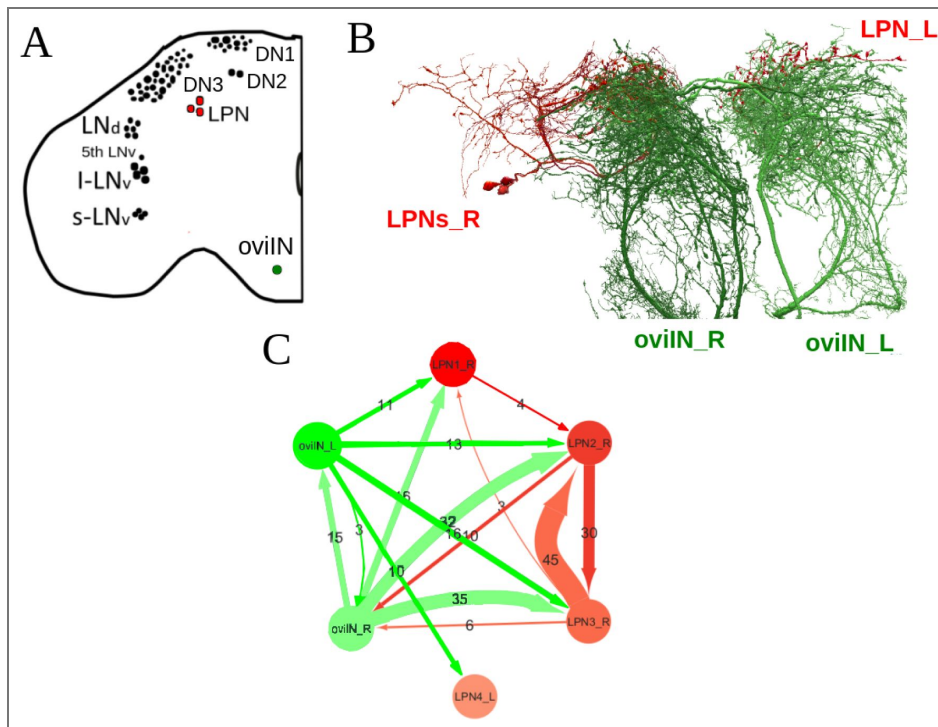 A
DN1
DN2
DN3
LPN
LNd
5th LNv
l-LNv
s-LNv
oviIN
B
LPN_L
LPNs_R
oviIN_R
oviIN_L
C
LPN1_R
11
4
oviIN_L
13
LPN2_R
16
3
32
16
10
15
3
30
45
10
35
oviIN_R
6
LPN3_R
LPN4_L